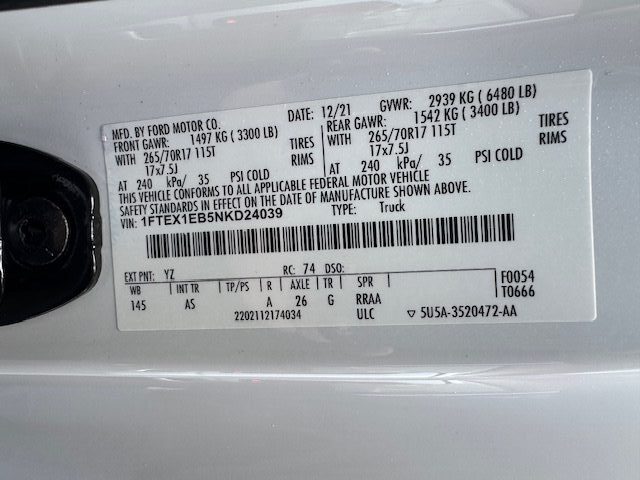 MFD. BY FORD MOTOR CO. DATE: 12/21 GVWR: 2939 KG ( 6480 LB)
FRONT GAWR: 1497 KG ( 3300 LB) REAR GAWR: 1542 KG ( 3400 LB)
WITH 265/70R17 115T TIRES 265/70R17 115T TIRES
17x7.5J RIMS WITH 17x7.5J RIMS
AT 240 kPa/ 35 PSI COLD AT 240 kPa/ 35 PSI COLD
THIS VEHICLE CONFORMS TO ALL APPLICABLE FEDERAL MOTOR VEHICLE
SAFETY STANDARDS IN EFFECT ON THE DATE OF MANUFACTURE SHOWN ABOVE.
VIN: 1FTEX1EB5NKD24039 TYPE: Truck
EXT PNT: YZ RC: 74 DSO:
WB INT TR TP/PS R AXLE TR SPR F0054
145 AS A 26 G RRAA T0666
2202112174034 ULC ▽ 5U5A-3520472-AA